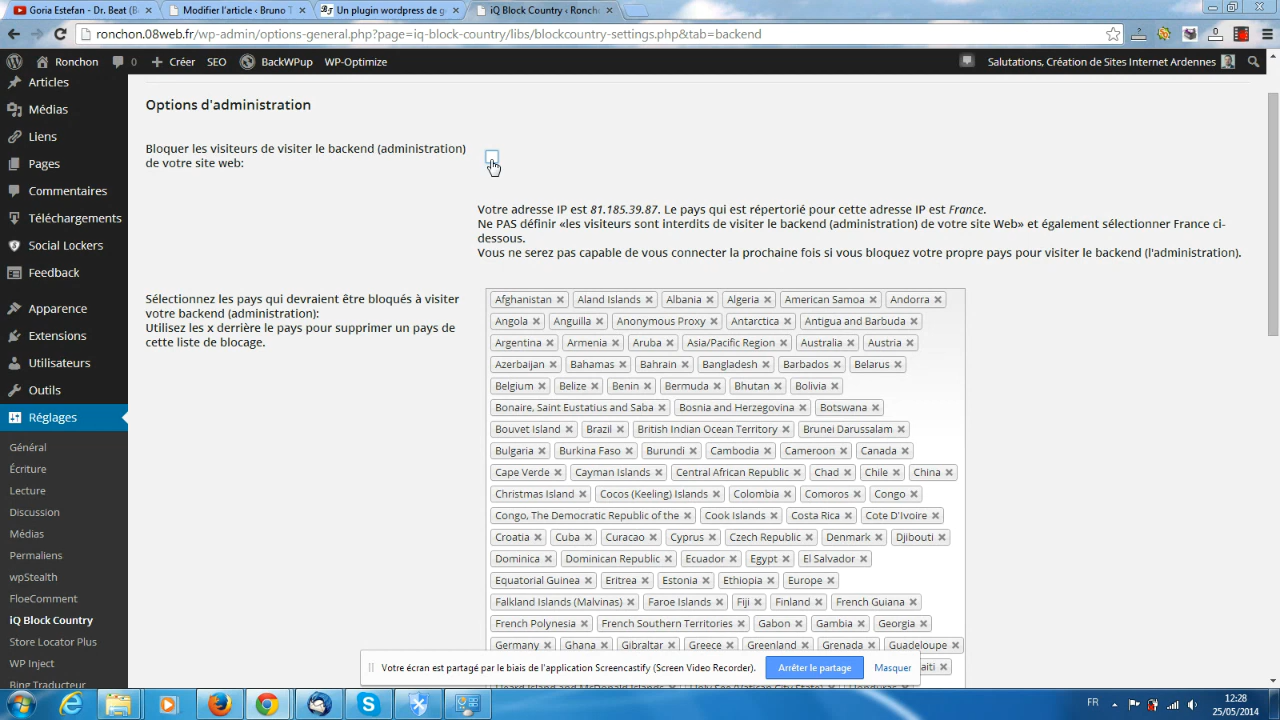 Goria Estefan - Dr. Beat (
Modifier l'article ‹ Bruno T
Un plugin wordpress de g
iQ Block Country ‹ Roncho
ronchon.08web.fr/wp-admin/options-general.php?page=iq-block-country/libs/blockcountry-settings.php&tab=backend
Ronchon 0 Créer SEO BackWPup WP-Optimize Salutations, Création de Sites Internet Ardennes
Articles
Médias
Liens
Pages
Commentaires
Téléchargements
Social Lockers
Feedback
Apparence
Extensions
Utilisateurs
Outils
Réglages
Général
Écriture
Lecture
Discussion
Médias
Permaliens
wpStealth
FloeComment
iQ Block Country
Store Locator Plus
WP Inject
Bing Traducteur
Options d'administration
Bloquer les visiteurs de visiter le backend (administration)
de votre site web:
Votre adresse IP est 81.185.39.87. Le pays qui est répertorié pour cette adresse IP est France.
Ne PAS définir «les visiteurs sont interdits de visiter le backend (administration) de votre site Web» et également sélectionner France ci-
dessous.
Vous ne serez pas capable de vous connecter la prochaine fois si vous bloquez votre propre pays pour visiter le backend (l'administration).
Sélectionnez les pays qui devraient être bloqués à visiter
votre backend (administration):
Utilisez les x derrière le pays pour supprimer un pays de
cette liste de blocage.
Afghanistan Aland Islands Albania Algeria American Samoa Andorra
Angola Anguilla Anonymous Proxy Antarctica Antigua and Barbuda
Argentina Armenia Aruba Asia/Pacific Region Australia Austria
Azerbaijan Bahamas Bahrain Bangladesh Barbados Belarus
Belgium Belize Benin Bermuda Bhutan Bolivia
Bonaire, Saint Eustatius and Saba Bosnia and Herzegovina Botswana
Bouvet Island Brazil British Indian Ocean Territory Brunei Darussalam
Bulgaria Burkina Faso Burundi Cambodia Cameroon Canada
Cape Verde Cayman Islands Central African Republic Chad Chile China
Christmas Island Cocos (Keeling) Islands Colombia Comoros Congo
Congo, The Democratic Republic of the Cook Islands Costa Rica Cote D'Ivoire
Croatia Cuba Curacao Cyprus Czech Republic Denmark Djibouti
Dominica Dominican Republic Ecuador Egypt El Salvador
Equatorial Guinea Eritrea Estonia Ethiopia Europe
Falkland Islands (Malvinas) Faroe Islands Fiji Finland French Guiana
French Polynesia French Southern Territories Gabon Gambia Georgia
Germany Ghana Gibraltar Greece Greenland Grenada Guadeloupe
aiti
Heard Island and McDonald Islands Holy See (Vatican City State) Honduras
Votre écran est partagé par le biais de l'application Screencastify (Screen Video Recorder). Arrêter le partage Masquer
FR
12:28
25/05/2014